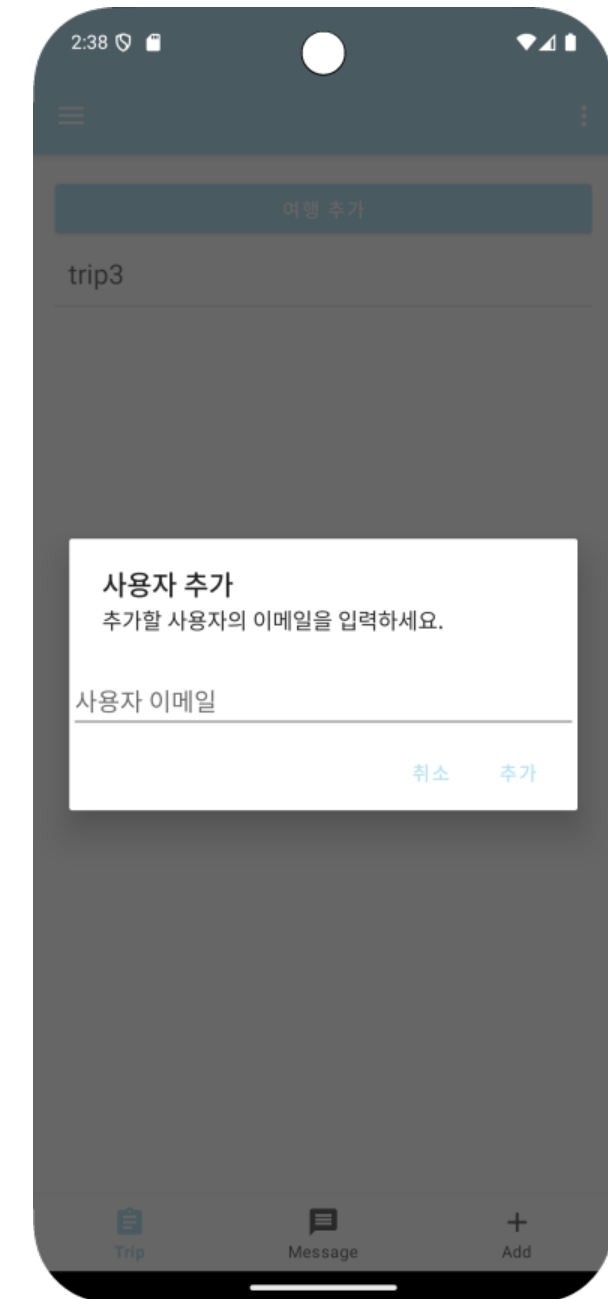 2:38
여행 추가
trip3
사용자 추가
추가할 사용자의 이메일을 입력하세요.
사용자 이메일
취소 추가
Trip Message Add